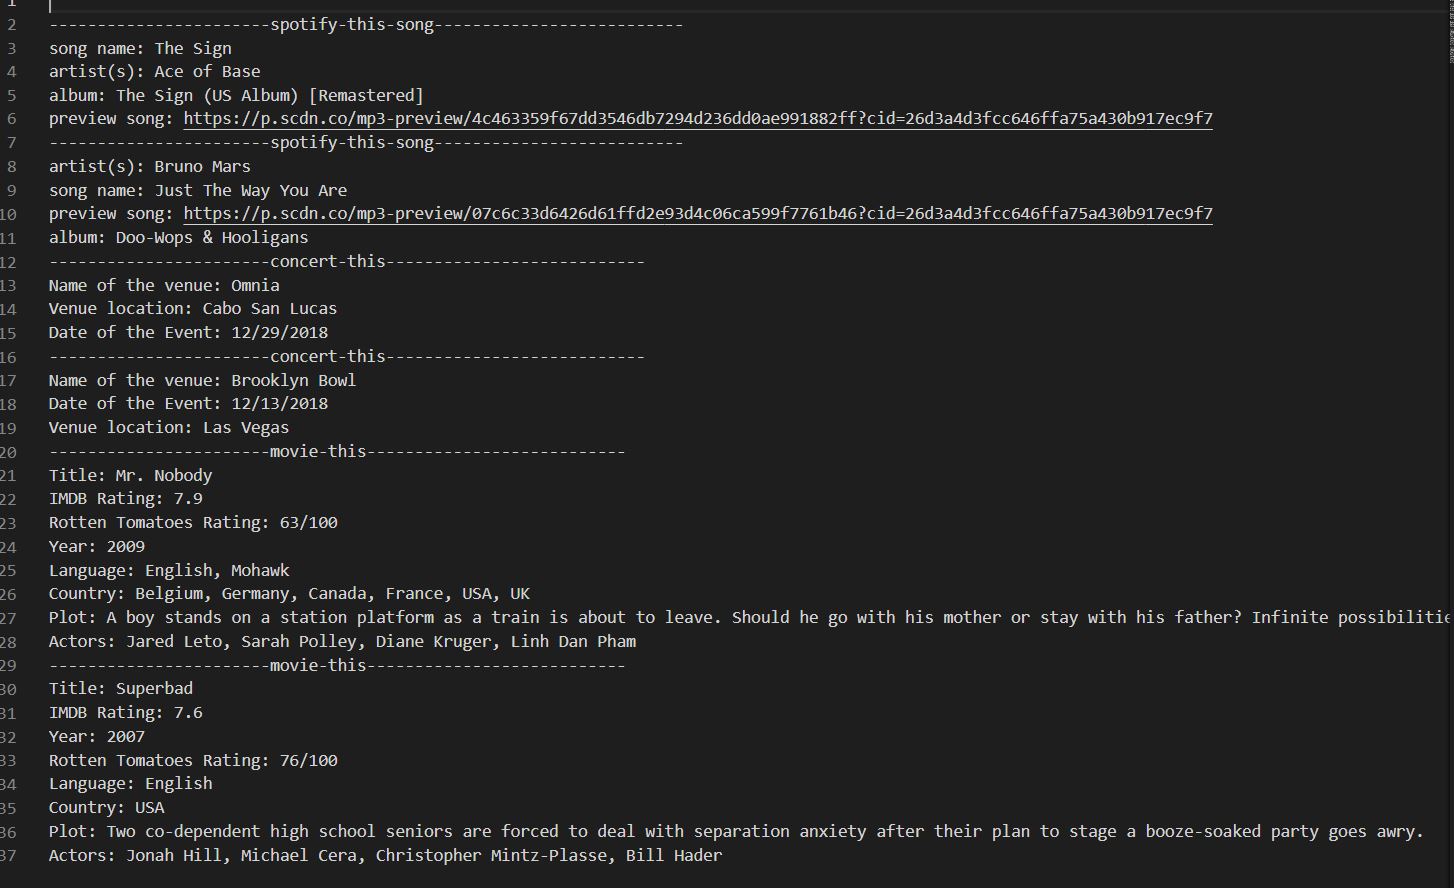 1
2 -----------------------spotify-this-song--------------------------
3 song name: The Sign
4 artist(s): Ace of Base
5 album: The Sign (US Album) [Remastered]
6 preview song: https://p.scdn.co/mp3-preview/4c463359f67dd3546db7294d236dd0ae991882ff?cid=26d3a4d3fcc646ffa75a430b917ec9f7
7 -----------------------spotify-this-song--------------------------
8 artist(s): Bruno Mars
9 song name: Just The Way You Are
10 preview song: https://p.scdn.co/mp3-preview/07c6c33d6426d61ffd2e93d4c06ca599f7761b46?cid=26d3a4d3fcc646ffa75a430b917ec9f7
11 album: Doo-Wops & Hooligans
12 -----------------------concert-this---------------------------
13 Name of the venue: Omnia
14 Venue location: Cabo San Lucas
15 Date of the Event: 12/29/2018
16 -----------------------concert-this---------------------------
17 Name of the venue: Brooklyn Bowl
18 Date of the Event: 12/13/2018
19 Venue location: Las Vegas
20 -----------------------movie-this---------------------------
21 Title: Mr. Nobody
22 IMDB Rating: 7.9
23 Rotten Tomatoes Rating: 63/100
24 Year: 2009
25 Language: English, Mohawk
26 Country: Belgium, Germany, Canada, France, USA, UK
27 Plot: A boy stands on a station platform as a train is about to leave. Should he go with his mother or stay with his father? Infinite possibilitie
28 Actors: Jared Leto, Sarah Polley, Diane Kruger, Linh Dan Pham
29 -----------------------movie-this---------------------------
30 Title: Superbad
31 IMDB Rating: 7.6
32 Year: 2007
33 Rotten Tomatoes Rating: 76/100
34 Language: English
35 Country: USA
36 Plot: Two co-dependent high school seniors are forced to deal with separation anxiety after their plan to stage a booze-soaked party goes awry.
37 Actors: Jonah Hill, Michael Cera, Christopher Mintz-Plasse, Bill Hader